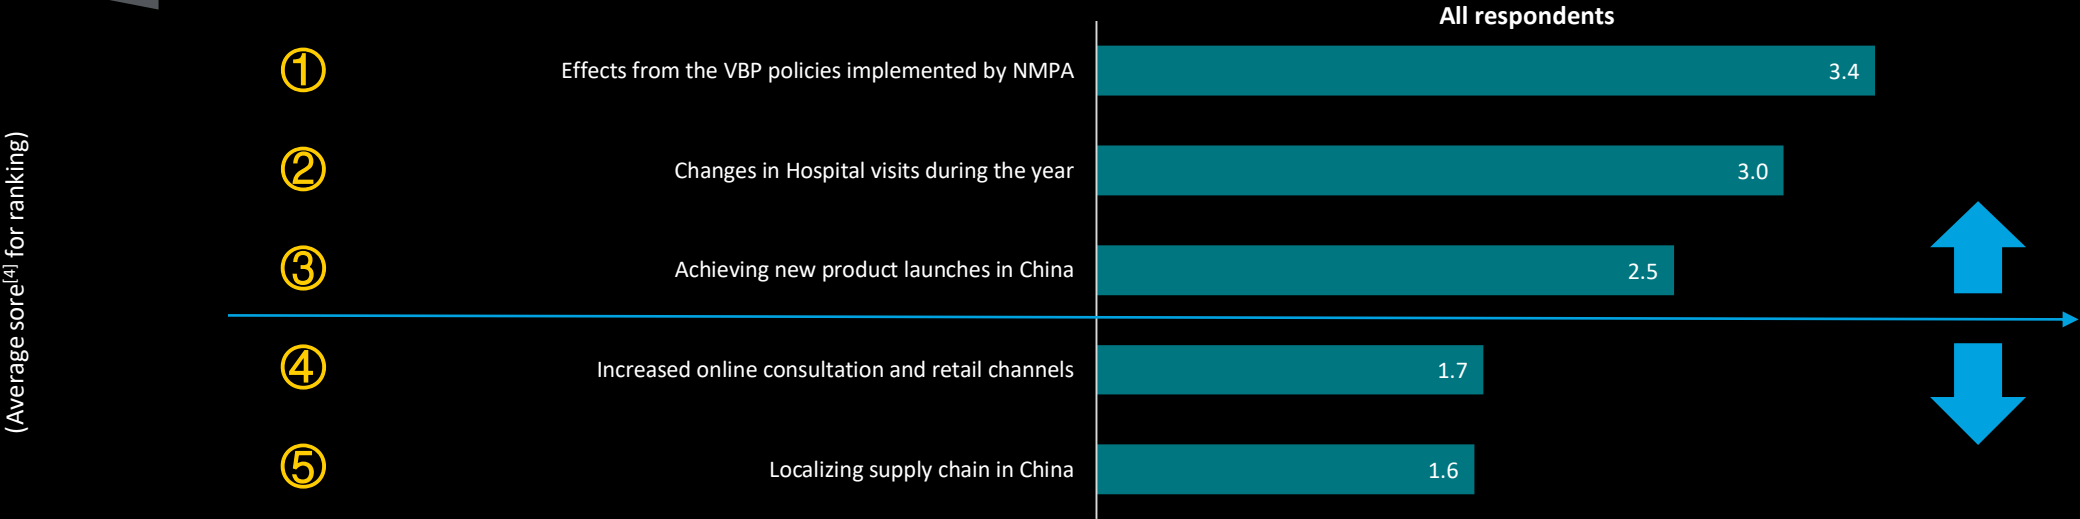 All respondents
① Effects from the VBP policies implemented by NMPA 3.4
② Changes in Hospital visits during the year 3.0
③ Achieving new product launches in China 2.5
④ Increased online consultation and retail channels 1.7
⑤ Localizing supply chain in China 1.6
(Average sore[4] for ranking)